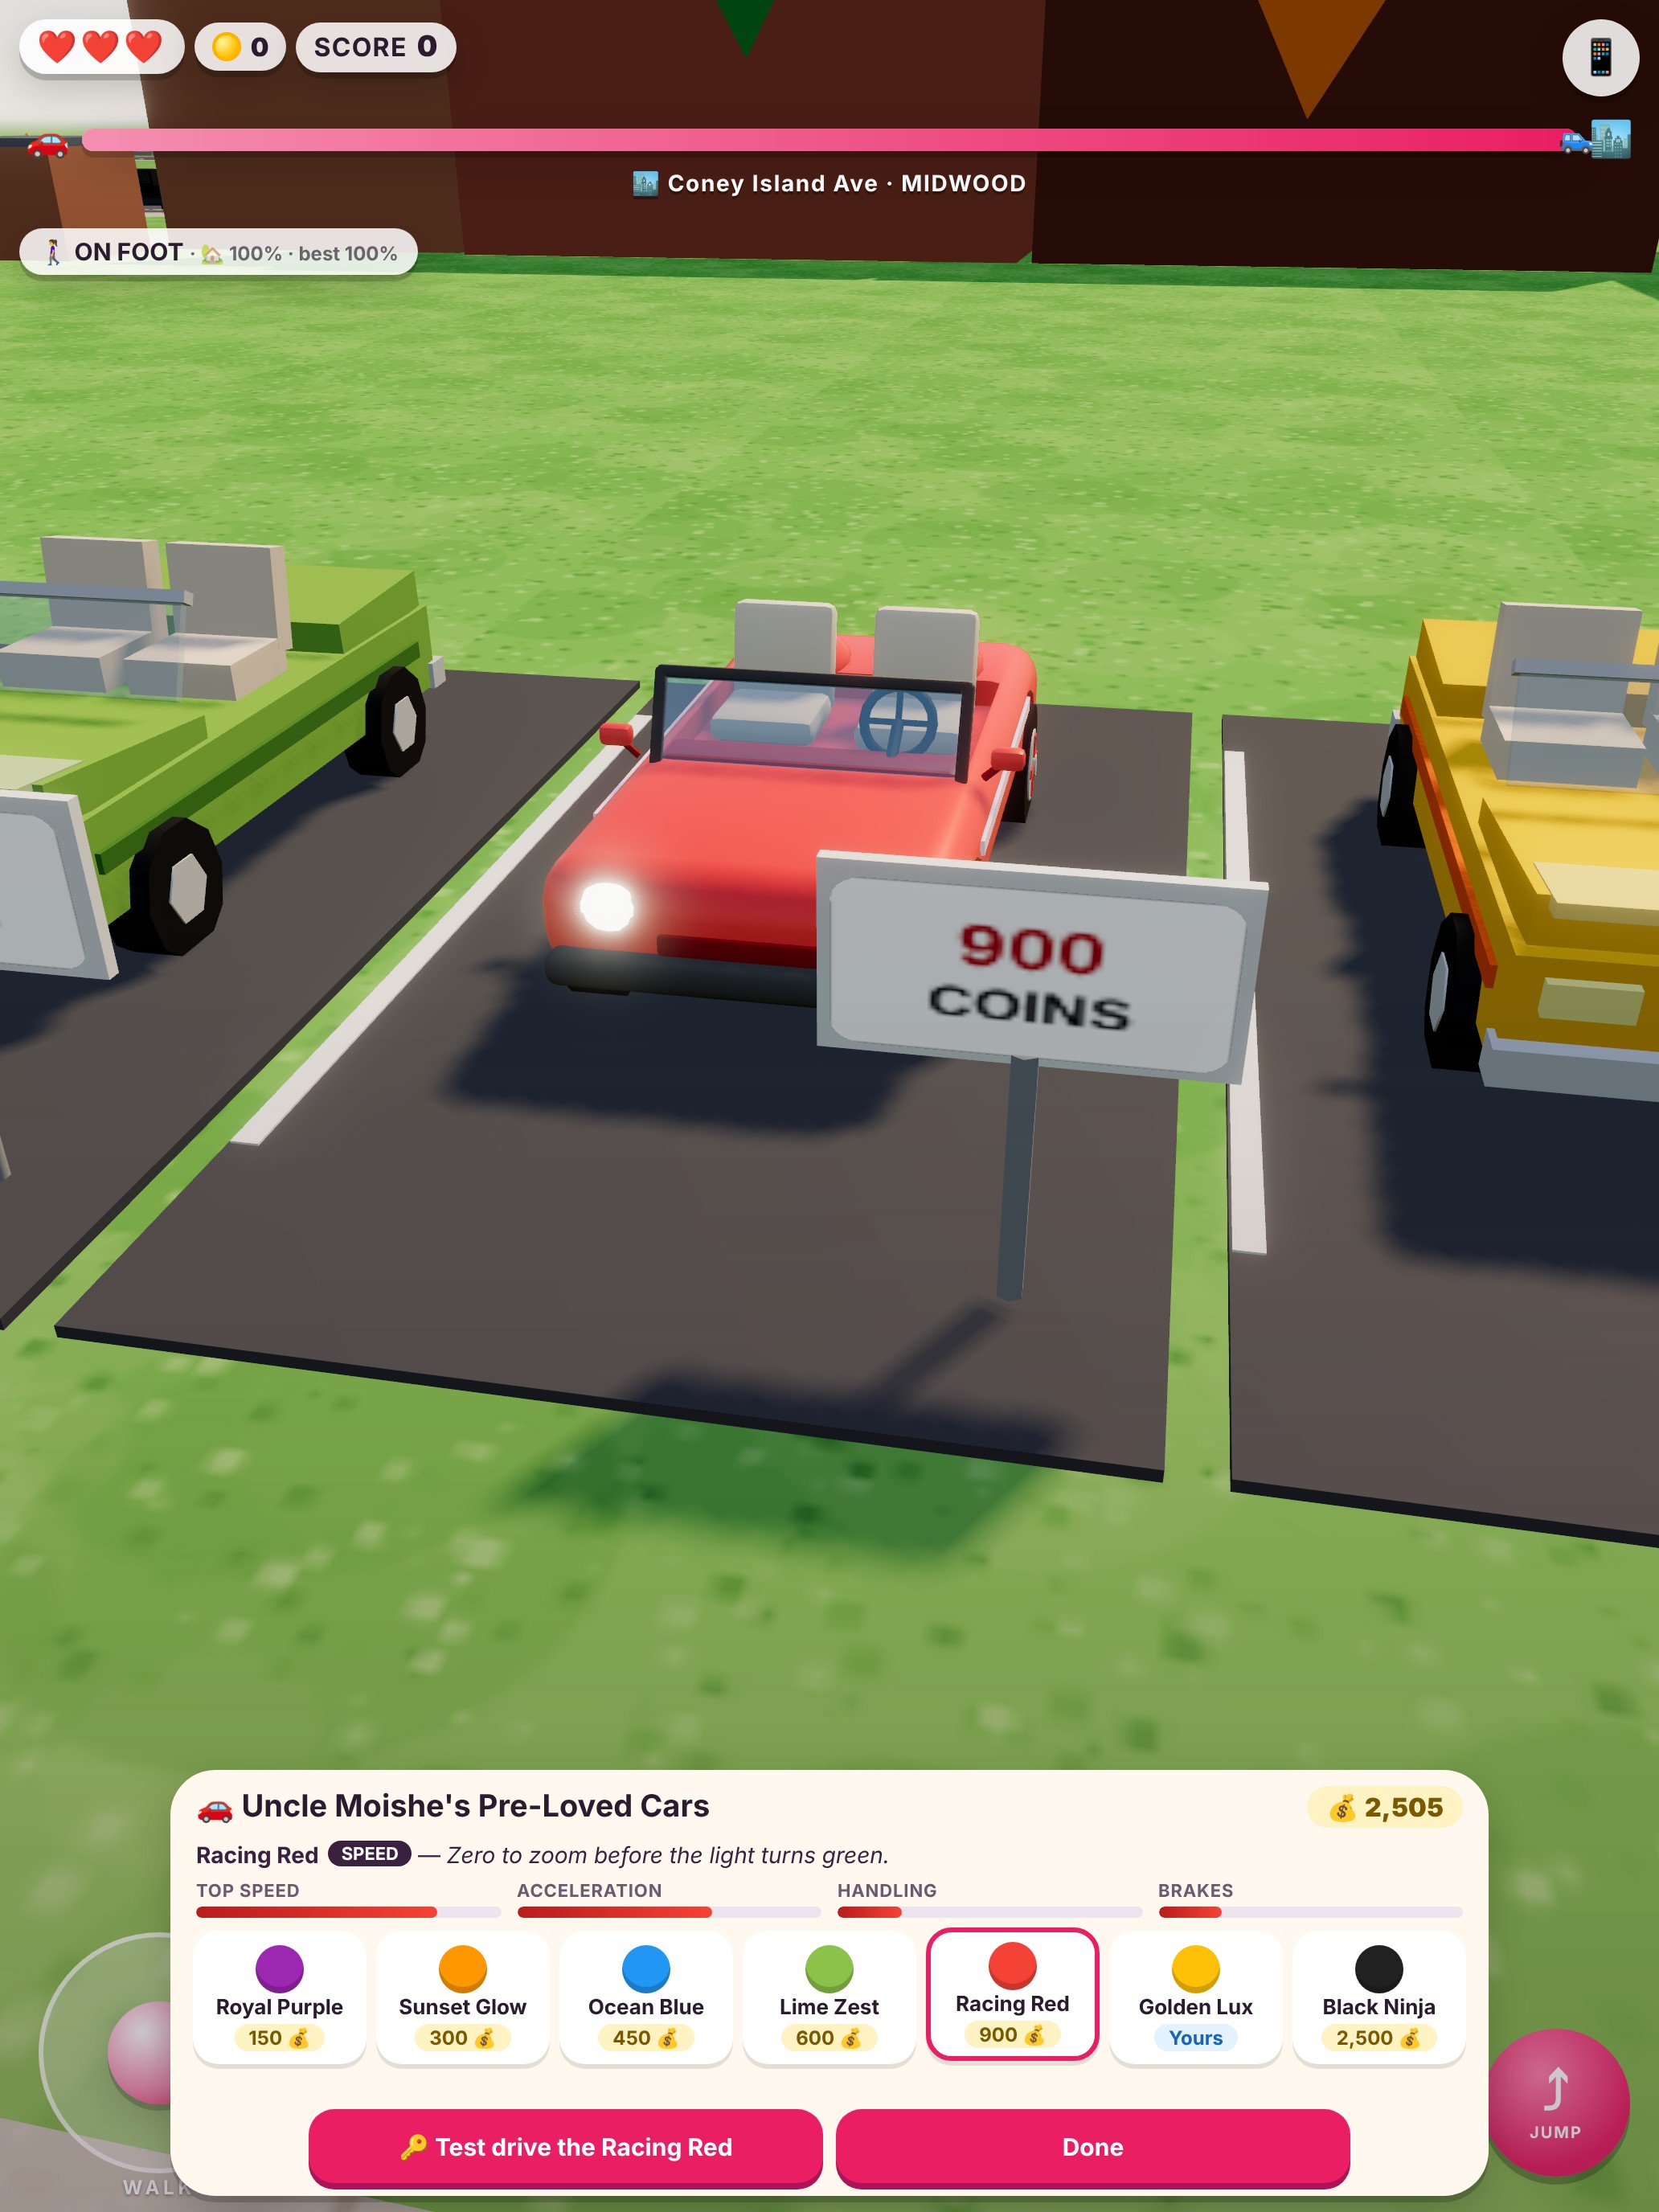 0
SCORE 0
Coney Island Ave · MIDWOOD
ON FOOT · 100% · best 100%
900
COINS
Uncle Moishe's Pre-Loved Cars
2,505
Racing Red SPEED — Zero to zoom before the light turns green.
TOP SPEED ACCELERATION HANDLING BRAKES
Royal Purple Sunset Glow Ocean Blue Lime Zest Racing Red Golden Lux Black Ninja
150 300 450 600 900 Yours 2,500
Test drive the Racing Red
Done
JUMP
WALK